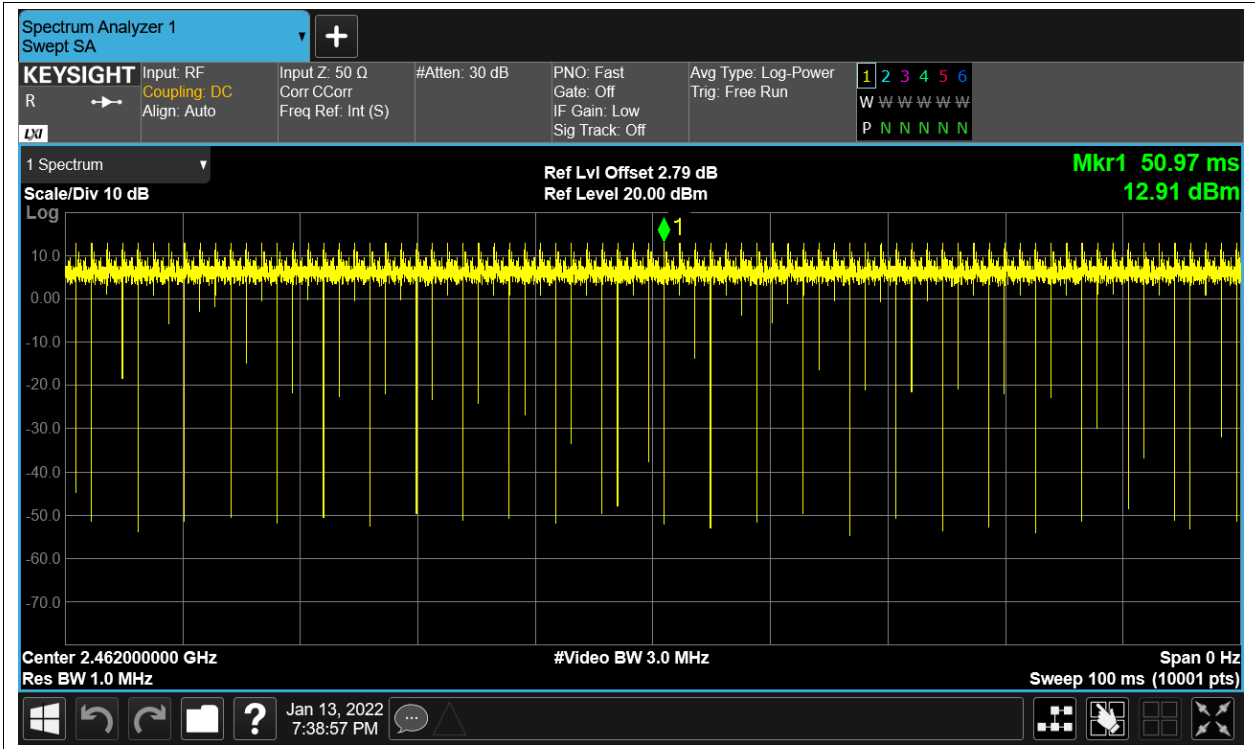 Spectrum Analyzer 1
Swept SA
KEYSIGHT
R
LXI
Input: RF
Coupling: DC
Align: Auto
Input Z: 50 Ω
Corr CCorr
Freq Ref: Int (S)
#Atten: 30 dB
PNO: Fast
Gate: Off
IF Gain: Low
Sig Track: Off
Avg Type: Log-Power
Trig: Free Run
1 2 3 4 5 6
W W W W W W
P N N N N N
1 Spectrum
Scale/Div 10 dB
Log
Ref Lvl Offset 2.79 dB
Ref Level 20.00 dBm
Mkr1 50.97 ms
12.91 dBm
1
10.0
0.00
-10.0
-20.0
-30.0
-40.0
-50.0
-60.0
-70.0
Center 2.462000000 GHz
Res BW 1.0 MHz
#Video BW 3.0 MHz
Span 0 Hz
Sweep 100 ms (10001 pts)
?
Jan 13, 2022
7:38:57 PM